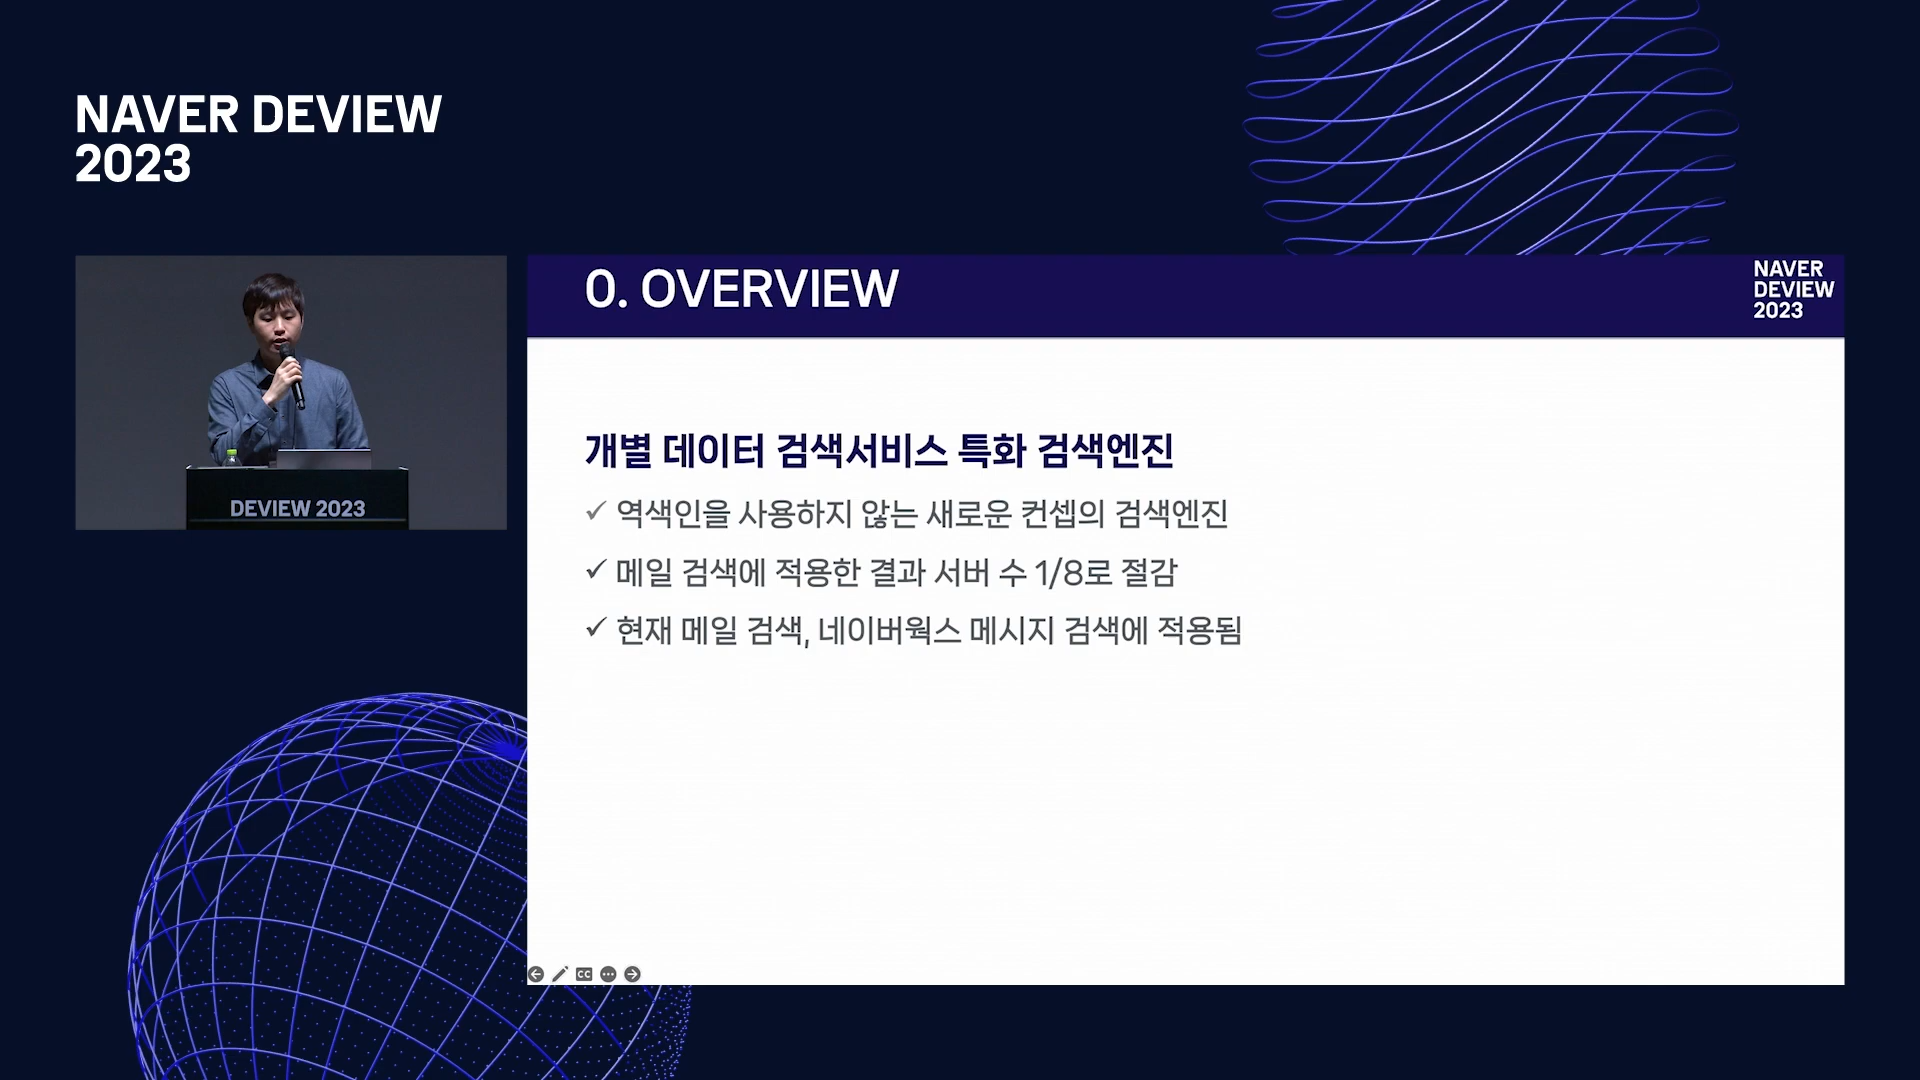 NAVER DEVIEW
2023
DEVIEW 2023
0. OVERVIEW
NAVER
DEVIEW
2023
개별 데이터 검색서비스 특화 검색엔진
✓ 역색인을 사용하지 않는 새로운 컨셉의 검색엔진
✓ 메일 검색에 적용한 결과 서버 수 1/8로 절감
✓ 현재 메일 검색, 네이버웍스 메시지 검색에 적용됨
CC